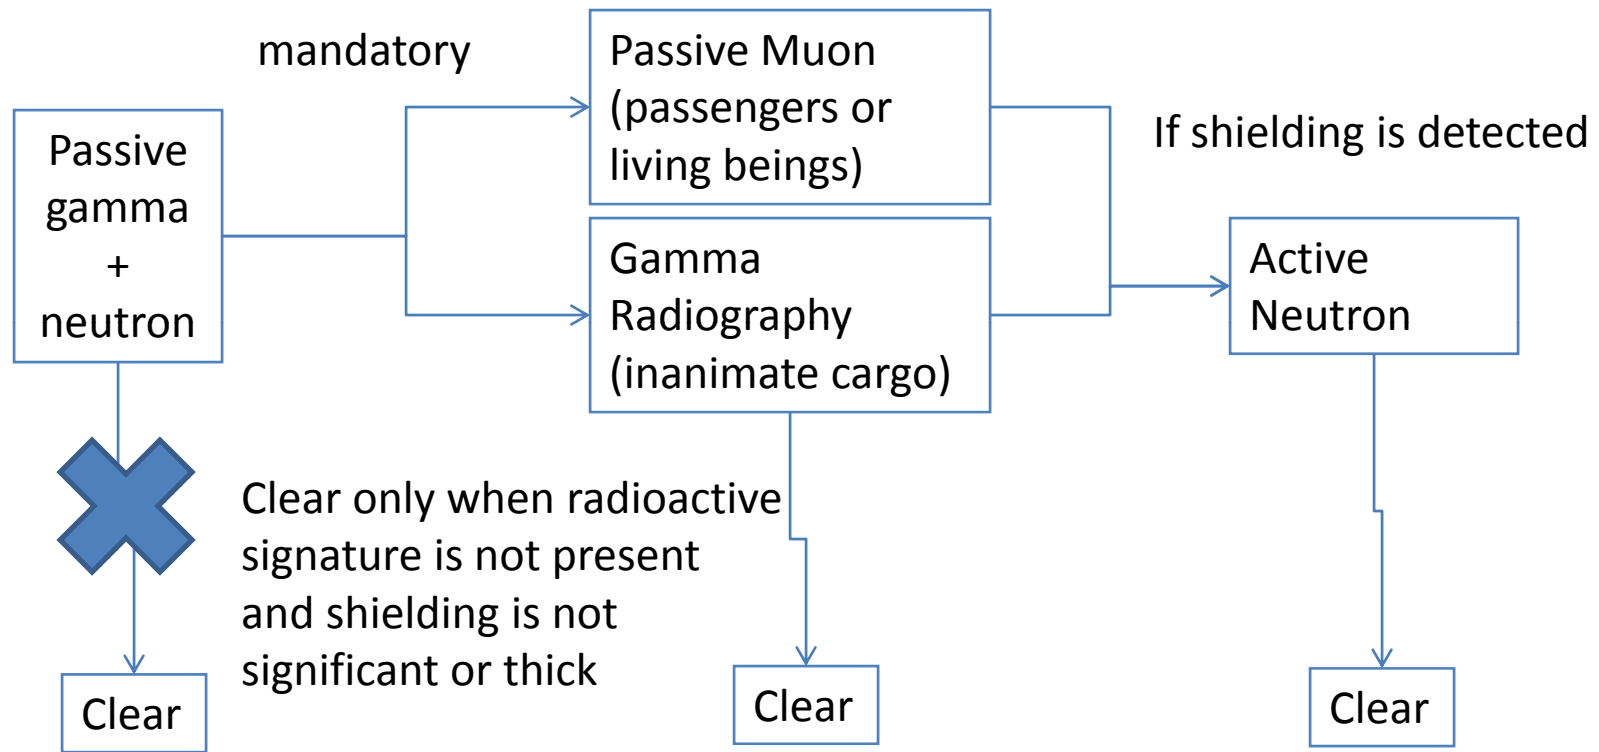 mandatory
Passive
gamma
+
neutron
Passive Muon
(passengers or
living beings)
Gamma
Radiography
(inanimate cargo)
If shielding is detected
Active
Neutron
Clear only when radioactive
signature is not present
and shielding is not
significant or thick
Clear
Clear
Clear